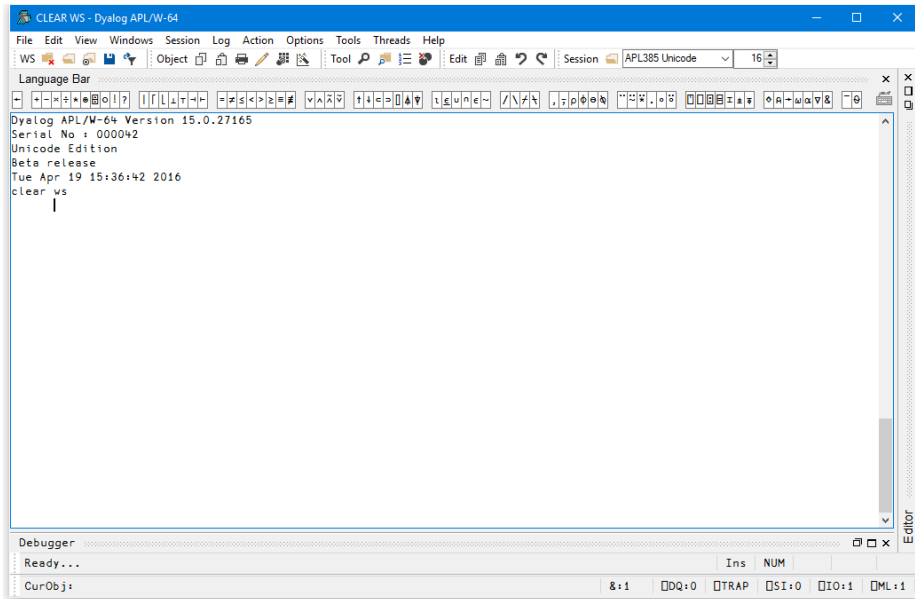 CLEAR WS - Dyalog APL/W-64
File Edit View Windows Session Log Action Options Tools Threads Help
WS Object Tool Edit Session APL385 Unicode 16
Language Bar
← + - × ÷ * ⍟ ⌹ ○ ! ? | ⌈ ⌊ ⊥ ⊤ ⊣ ⊢ = ≠ ≤ < > ≥ ≡ ≢ ∨ ∧ ⍲ ⍱ ↑ ↓ ⊂ ⊃ ⌷ ⍋ ⍒ ⍳ ⍷ ∪ ∩ ∊ ~ / \ ⌿ ⍀ , ⍪ ⍴ ⌽ ⊖ ⍉ ¨ ⍨ ⍣ . ∘ ⍤ ⍞ ⎕ ⍠ ⌸ ⌶ ⍎ ⍕ ⋄ ⍝ → ⍵ ⍺ ∇ & ¯ ⍬
Dyalog APL/W-64 Version 15.0.27165
Serial No : 000042
Unicode Edition
Beta release
Tue Apr 19 15:36:42 2016
clear ws
Editor
Debugger
Ready... Ins NUM
CurObj: &:1 ⎕DQ:0 ⎕TRAP ⎕SI:0 ⎕IO:1 ⎕ML:1